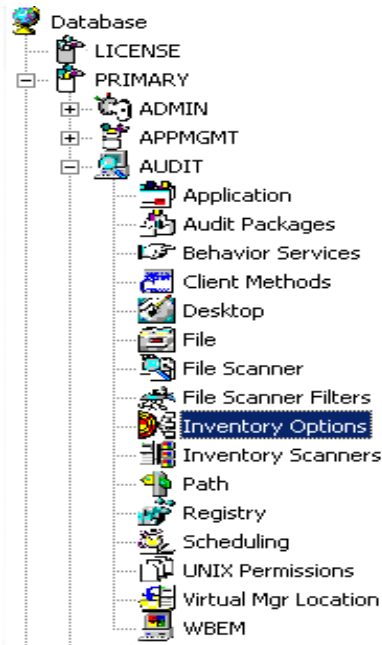 Database
LICENSE
PRIMARY
ADMIN
APPMGMT
AUDIT
Application
Audit Packages
Behavior Services
Client Methods
Desktop
File
File Scanner
File Scanner Filters
Inventory Options
Inventory Scanners
Path
Registry
Scheduling
UNIX Permissions
Virtual Mgr Location
WBEM